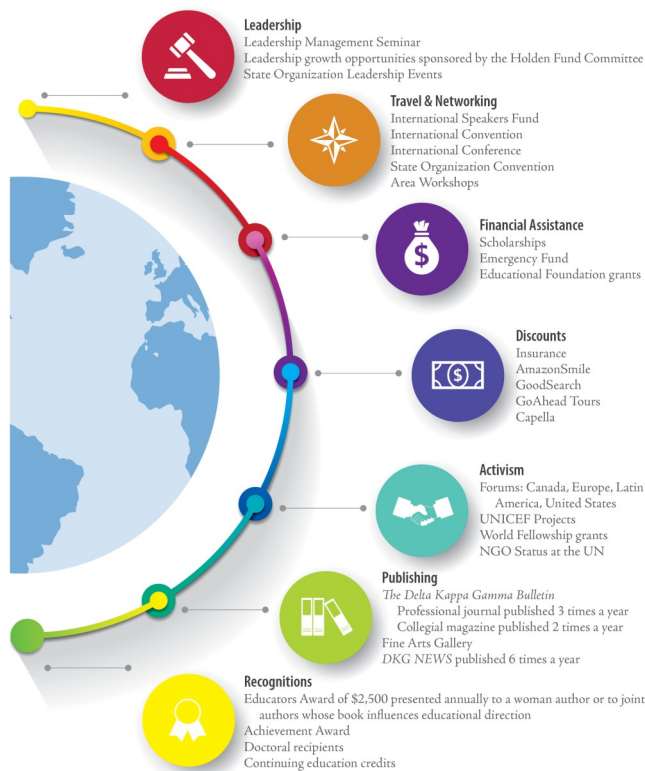 Leadership
Leadership Management Seminar
Leadership growth opportunities sponsored by the Holden Fund Committee
State Organization Leadership Events
Travel & Networking
International Speakers Fund
International Convention
International Conference
State Organization Convention
Area Workshops
Financial Assistance
Scholarships
Emergency Fund
Educational Foundation grants
$
Discounts
Insurance
AmazonSmile
GoodSearch
GoAhead Tours
Capella
$
Activism
Forums: Canada, Europe, Latin
America, United States
UNICEF Projects
World Fellowship grants
NGO Status at the UN
Publishing
The Delta Kappa Gamma Bulletin
Professional journal published 3 times a year
Collegial magazine published 2 times a year
Fine Arts Gallery
DKG NEWS published 6 times a year
Recognitions
Educators Award of $2,500 presented annually to a woman author or to joint
authors whose book influences educational direction
Achievement Award
Doctoral recipients
Continuing education credits